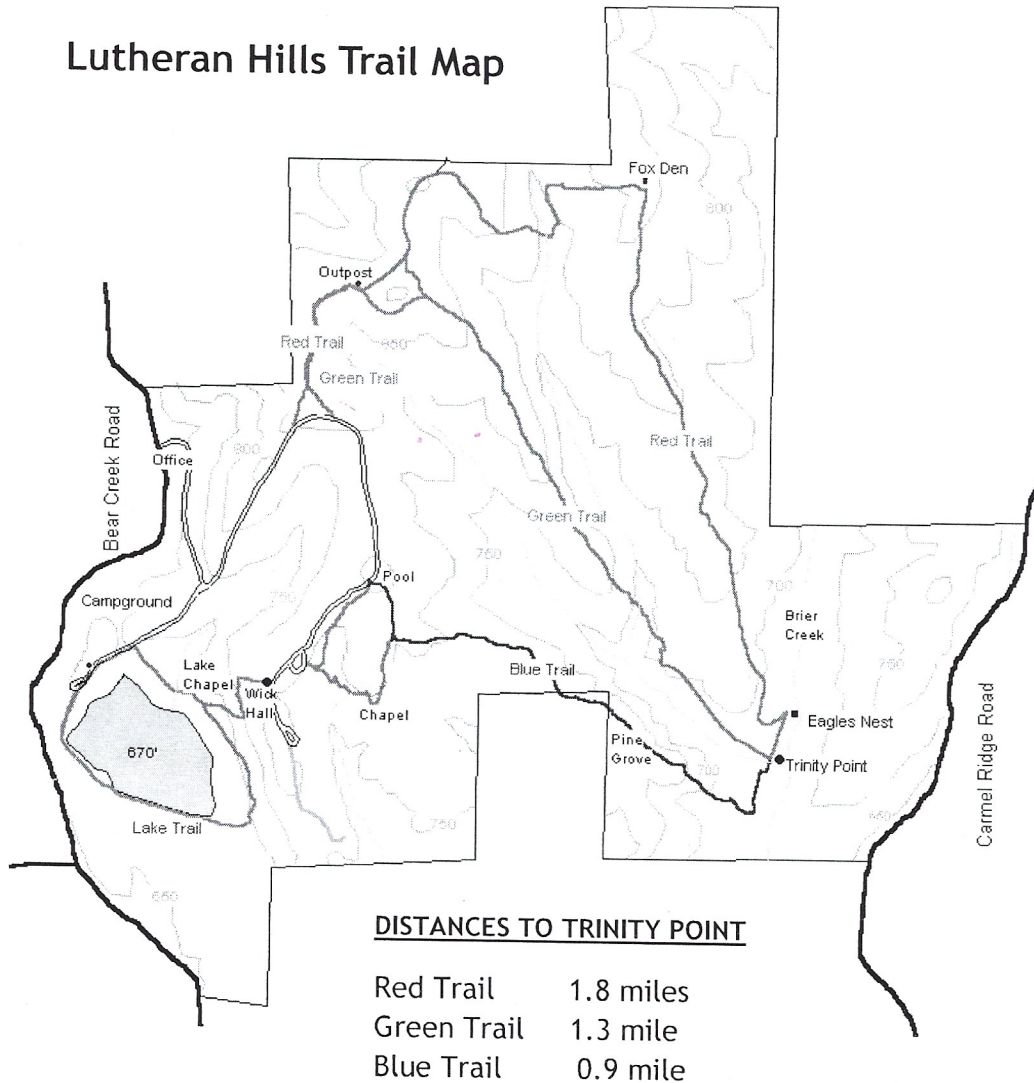 Lutheran Hills Trail Map
Fox Den
800
Outpost
Red Trail
850
Green Trail
Bear Creek Road
Office
800
Red Trail
Green Trail
750
Pool
700
Campground
750
Brier
Creek
750
Lake
Chapel
Wick
Hall
Blue Trail
Chapel
Eagles Nest
Carmel Ridge Road
670'
Pine
Grove
700
Trinity Point
Lake Trail
750
650
650
DISTANCES TO TRINITY POINT
Red Trail 1.8 miles
Green Trail 1.3 mile
Blue Trail 0.9 mile